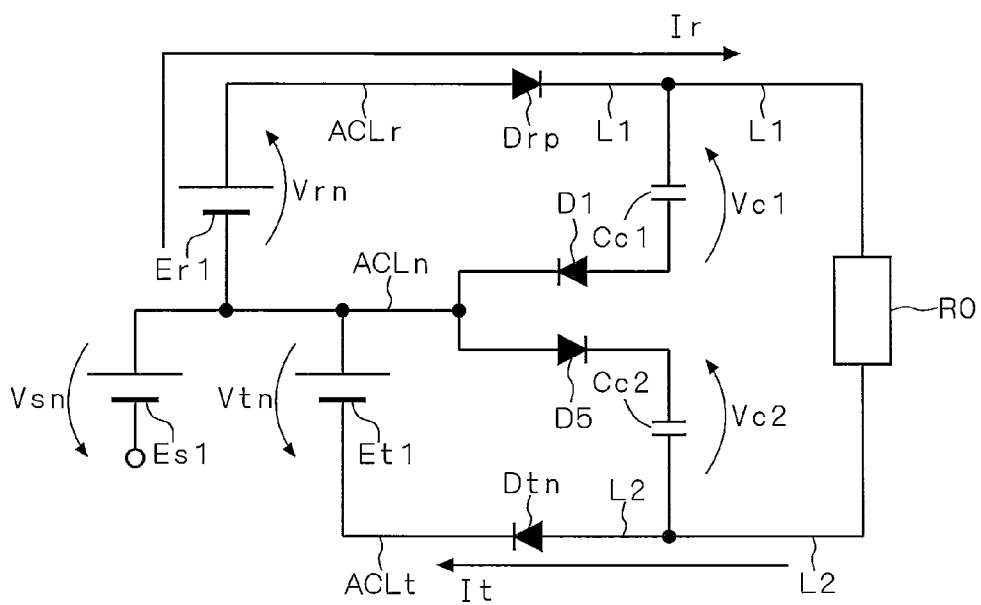 Ir
ACLr
Drp
L1
L1
Vrn
D1
Cc1
Vc1
Er1
ACLn
R0
Vsn
Vtn
Cc2
Vc2
Es1
Et1
D5
Dtn
L2
ACLt
It
L2